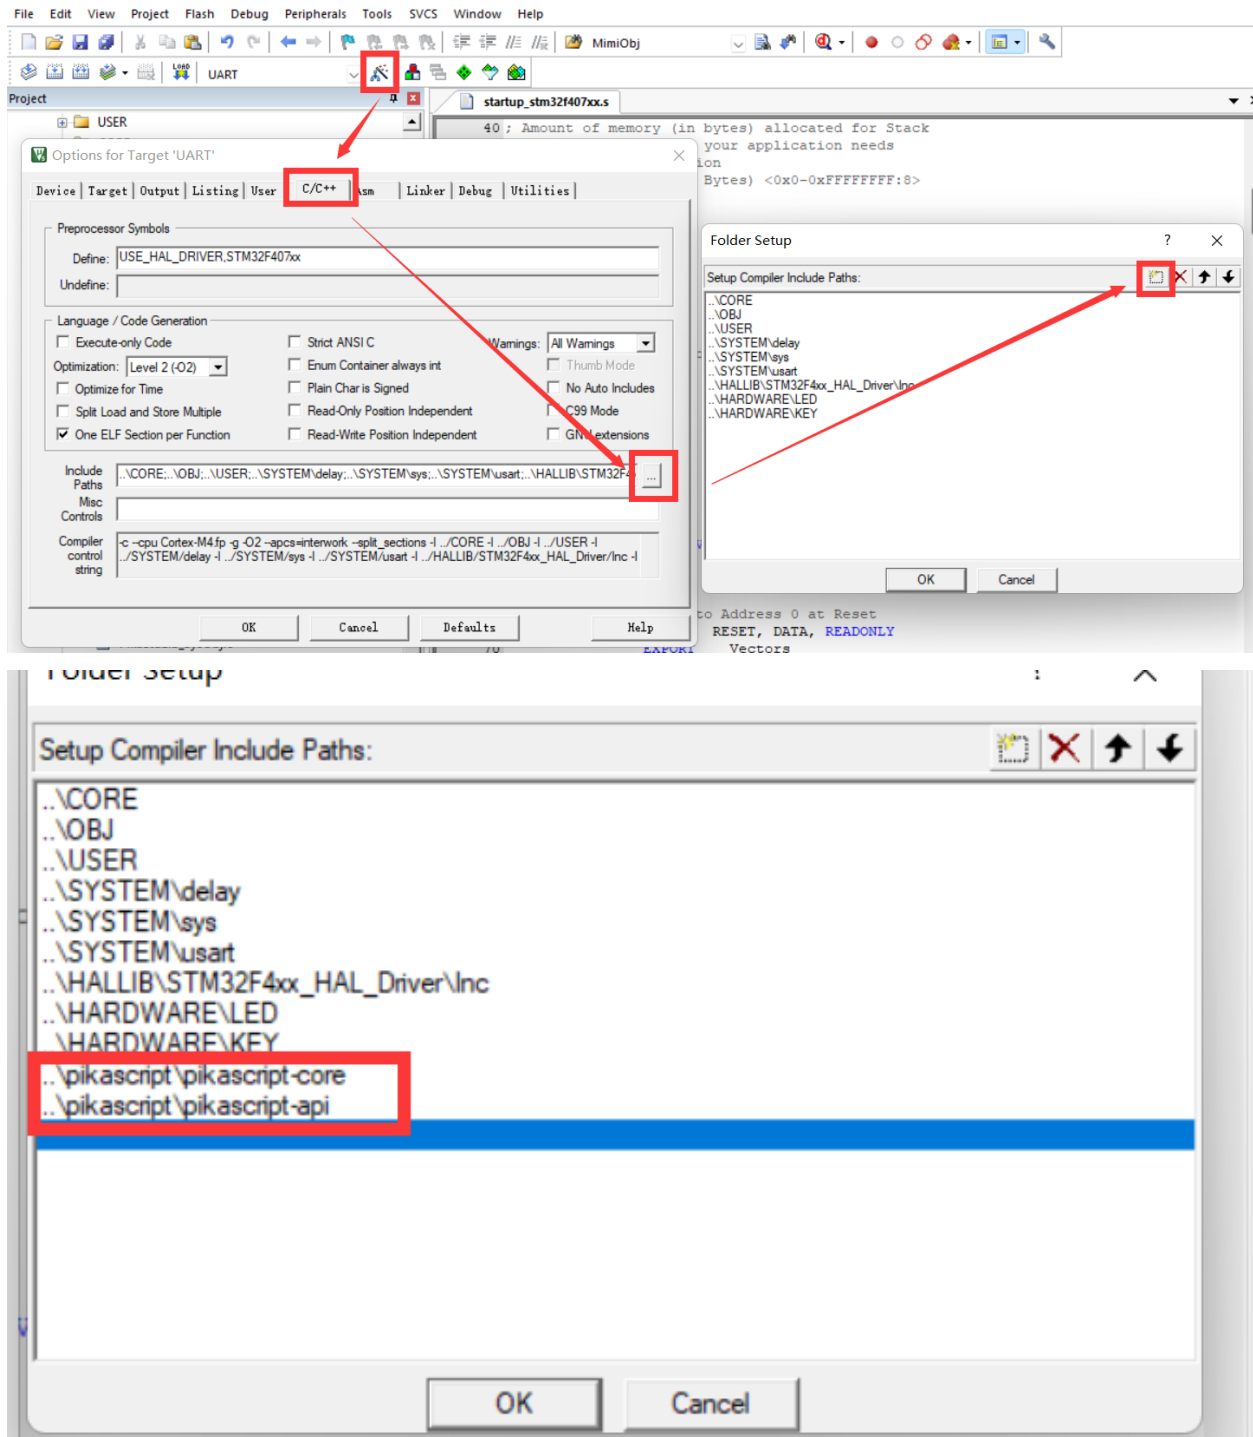 File Edit View Project Flash Debug Peripherals Tools SVCS Window Help
MimiObj
LOAD UART
Project
startup_stm32f407xx.s
USER
40 ; Amount of memory (in bytes) allocated for Stack
Options for Target 'UART'
your application needs
ion
Bytes) <0x0-0xFFFFFFFF:8>
Device Target Output Listing User C/C++ Asm Linker Debug Utilities
Preprocessor Symbols
Define: USE_HAL_DRIVER,STM32F407xx
Undefine:
Language / Code Generation
Execute-only Code
Strict ANSI C
Warnings: All Warnings
Optimization: Level 2 (-O2)
Enum Container always int
Thumb Mode
Optimize for Time
Plain Char is Signed
No Auto Includes
Split Load and Store Multiple
Read-Only Position Independent
C99 Mode
One ELF Section per Function
Read-Write Position Independent
GNU extensions
Include Paths
..\CORE;..\OBJ;..\USER;..\SYSTEM\delay;..\SYSTEM\sys;..\SYSTEM\usart;..\HALLIB\STM32F4
...
Misc Controls
Compiler control string
-c --cpu Cortex-M4.fp -g -O2 --apcs=interwork --split_sections -I ../CORE -I ../OBJ -I ../USER -I
../SYSTEM/delay -I ../SYSTEM/sys -I ../SYSTEM/usart -I ../HALLIB/STM32F4xx_HAL_Driver/Inc -I
OK Cancel Defaults Help
Folder Setup ?
Setup Compiler Include Paths:
..\CORE
..\OBJ
..\USER
..\SYSTEM\delay
..\SYSTEM\sys
..\SYSTEM\usart
..\HALLIB\STM32F4xx_HAL_Driver\Inc
..\HARDWARE\LED
..\HARDWARE\KEY
OK Cancel
to Address 0 at Reset
RESET, DATA, READONLY
70 EXPORT Vectors
Folder Setup ?
Setup Compiler Include Paths:
..\CORE
..\OBJ
..\USER
..\SYSTEM\delay
..\SYSTEM\sys
..\SYSTEM\usart
..\HALLIB\STM32F4xx_HAL_Driver\Inc
..\HARDWARE\LED
..\HARDWARE\KEY
..\pikascript\pikascript-core
..\pikascript\pikascript-api
OK Cancel